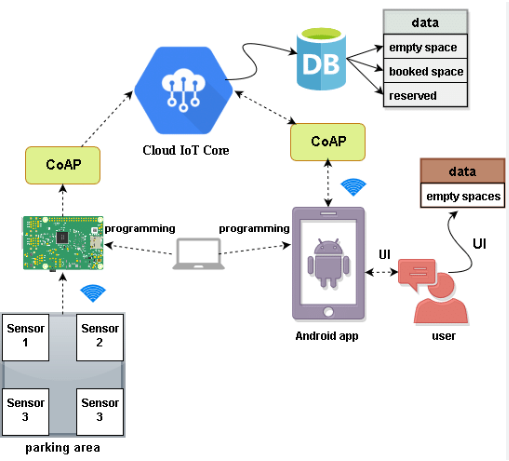 data
empty space
booked space
reserved
DB
Cloud IoT Core
CoAP
CoAP
data
empty spaces
programming
programming
UI
UI
Android app
user
Sensor
1
Sensor
2
Sensor
3
Sensor
3
parking area